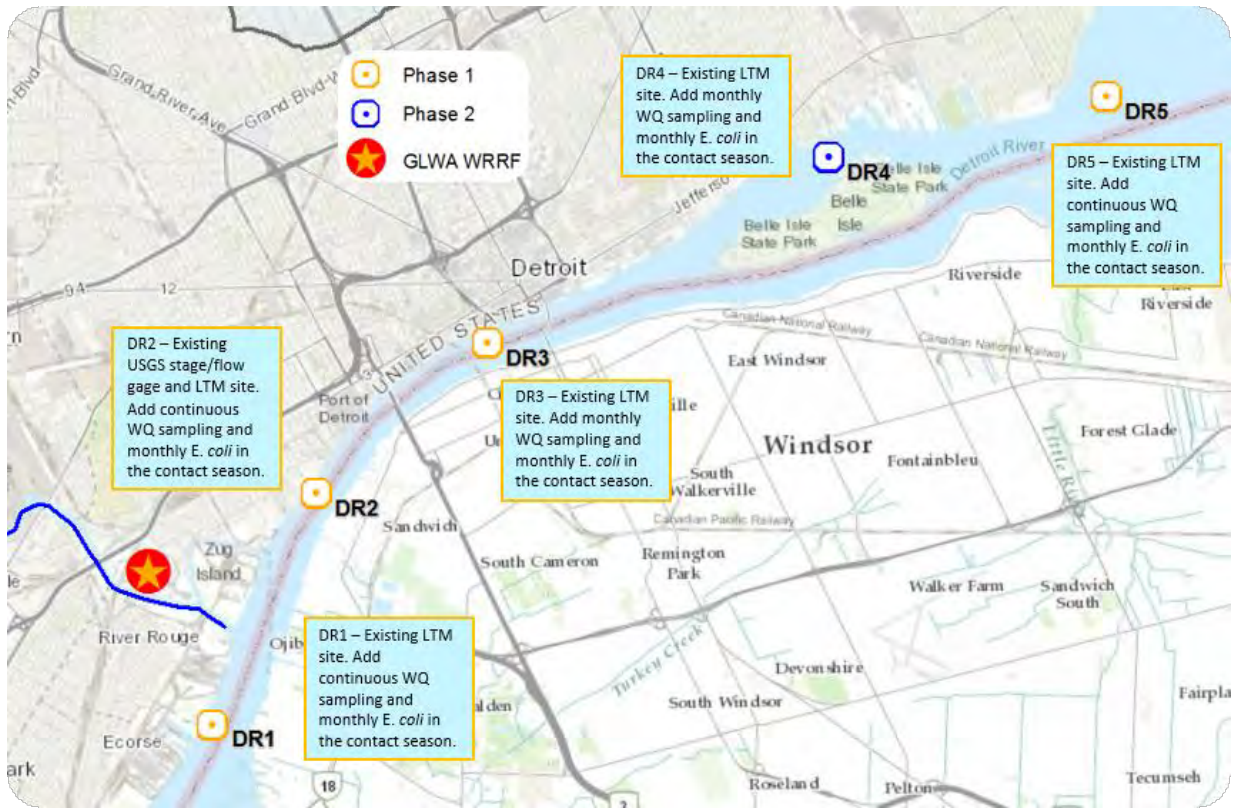 Grand River Ave
Grand Blvd-W
Phase 1
Phase 2
GLWA WRRF
DR4 – Existing LTM
site. Add monthly
WQ sampling and
monthly E. coli in
the contact season.
DR5
Detroit River
DR4
Belle Isle
State Park
Belle
Isle
Belle Isle
State Park
DR5 – Existing LTM
site. Add
continuous WQ
sampling and
monthly E. coli in
the contact season.
Jefferso
Detroit
94
12
Riverside
Riverside
Canadian National Railway
Canadian National Railway
UNITED STATES
DR2 – Existing
USGS stage/flow
gage and LTM site.
Add continuous
WQ sampling and
monthly E. coli in
the contact season.
DR3
East Windsor
Port of
Detroit
DR3 – Existing LTM
site. Add monthly
WQ sampling and
monthly E. coli in
the contact season.
ville
Windsor
Forest Glade
Fontainbleu
Little River
South
Walkerville
DR2
Sandwich
Canadian Pacific Railway
Zug
Island
South Cameron
Remington
Park
Walker Farm
Sandwich
South
River Rouge
Ojib
DR1 – Existing LTM
site. Add
continuous WQ
sampling and
monthly E. coli in
the contact season.
Turkey Creek
Devonshire
alden
South Windsor
Fairpla
Ecorse
DR1
ark
18
3
Roseland
Pelton
Tecumseh